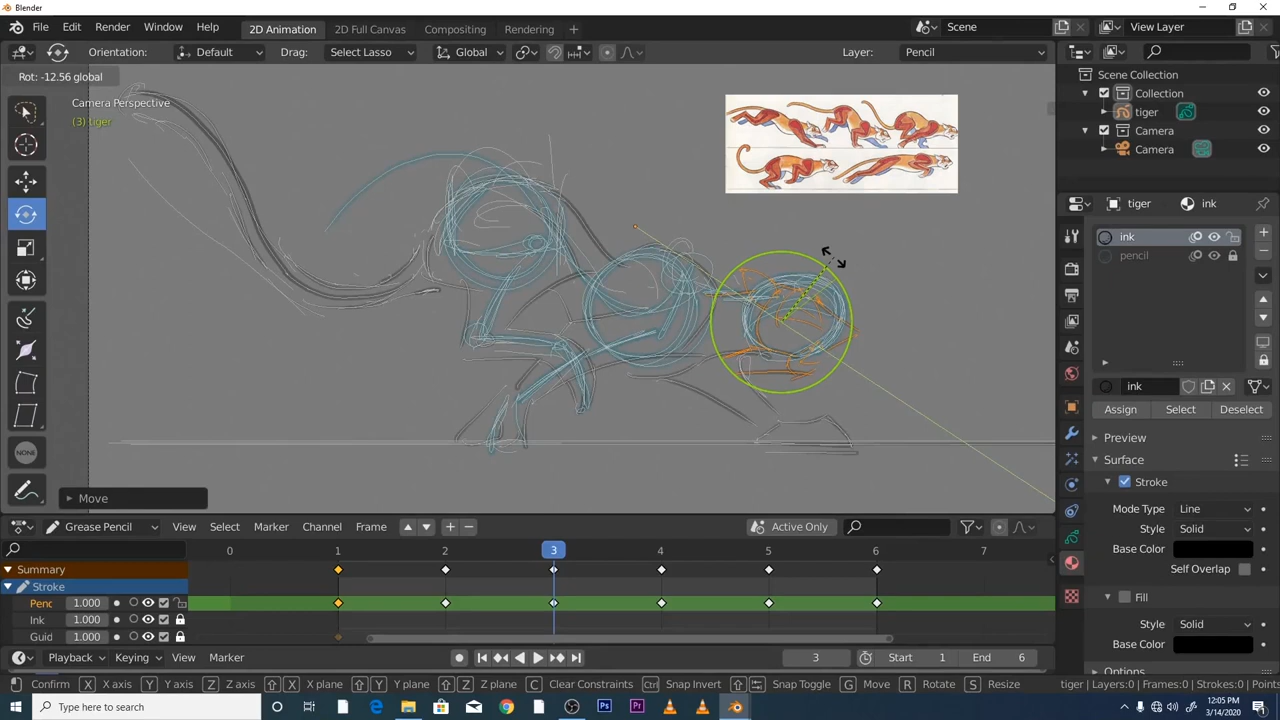 Blender
File Edit Render Window Help 2D Animation 2D Full Canvas Compositing Rendering Scene View Layer
Orientation: Default Drag: Select Lasso Global Layer: Pencil
Rot: -12.56 global
Camera Perspective
(3) tiger
Scene Collection
Collection
tiger
Camera
Camera
tiger ink
ink
pencil
ink
Assign Select Deselect
Preview
Surface
Stroke
Mode Type Line
Style Solid
Base Color
Self Overlap
Fill
Style Solid
Base Color
Options
NONE
Move
Grease Pencil View Select Marker Channel Frame Active Only
0 1 2 3 4 5 6 7
Summary
Stroke
Penc 1.000
Ink 1.000
Guid 1.000
Playback Keying View Marker 3 Start 1 End 6
Confirm X X axis Y Y axis Z Z axis X X plane Y Y plane Z Z plane C Clear Constraints Ctrl Snap Invert Snap Toggle G Move R Rotate S Resize tiger | Layers:0 | Frames:0 | Strokes:0 | Points
Type here to search 12:05 PM
3/14/2020